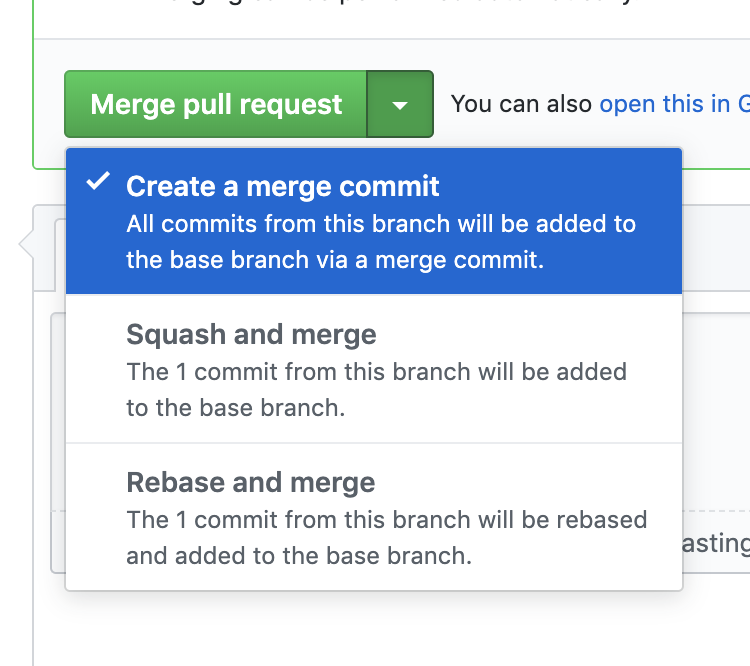 Merge pull request
You can also open this in
Create a merge commit
All commits from this branch will be added to
the base branch via a merge commit.
Squash and merge
The 1 commit from this branch will be added
to the base branch.
Rebase and merge
The 1 commit from this branch will be rebased
and added to the base branch.